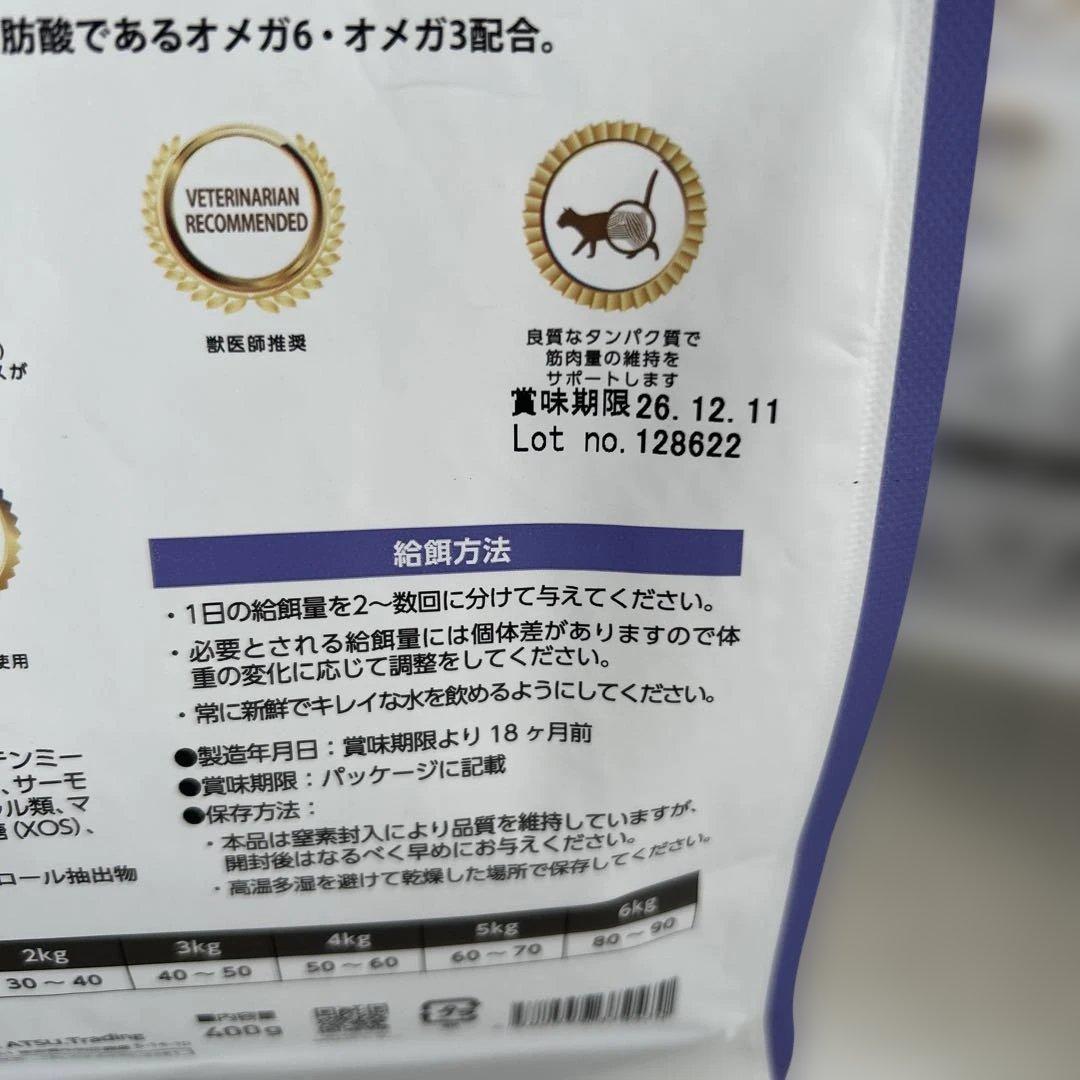 肪酸であるオメガ6・オメガ3配合。
VETERINARIAN
RECOMMENDED
獣医師推奨
良質なタンパク質で
筋肉量の維持を
サポートします
賞味期限 26.12.11
Lot no. 128622
が
使用
給餌方法
・1日の給餌量を2〜数回に分けて与えてください。
・必要とされる給餌量には個体差がありますので体
重の変化に応じて調整をしてください。
・常に新鮮でキレイな水を飲めるようにしてください。
●製造年月日：賞味期限より 18 ヶ月前
●賞味期限：パッケージに記載
●保存方法：
・本品は窒素封入により品質を維持していますが、
開封後はなるべく早めにお与えください。
・高温多湿を避けて乾燥した場所で保存してください。
ンミー
、サーモ
ル類、マ
糖（XOS）、
ロール抽出物
2kg 3kg 4kg 5kg 6kg
30〜40 40〜50 50〜60 60〜70 80〜90
400g
ATSU.Trading